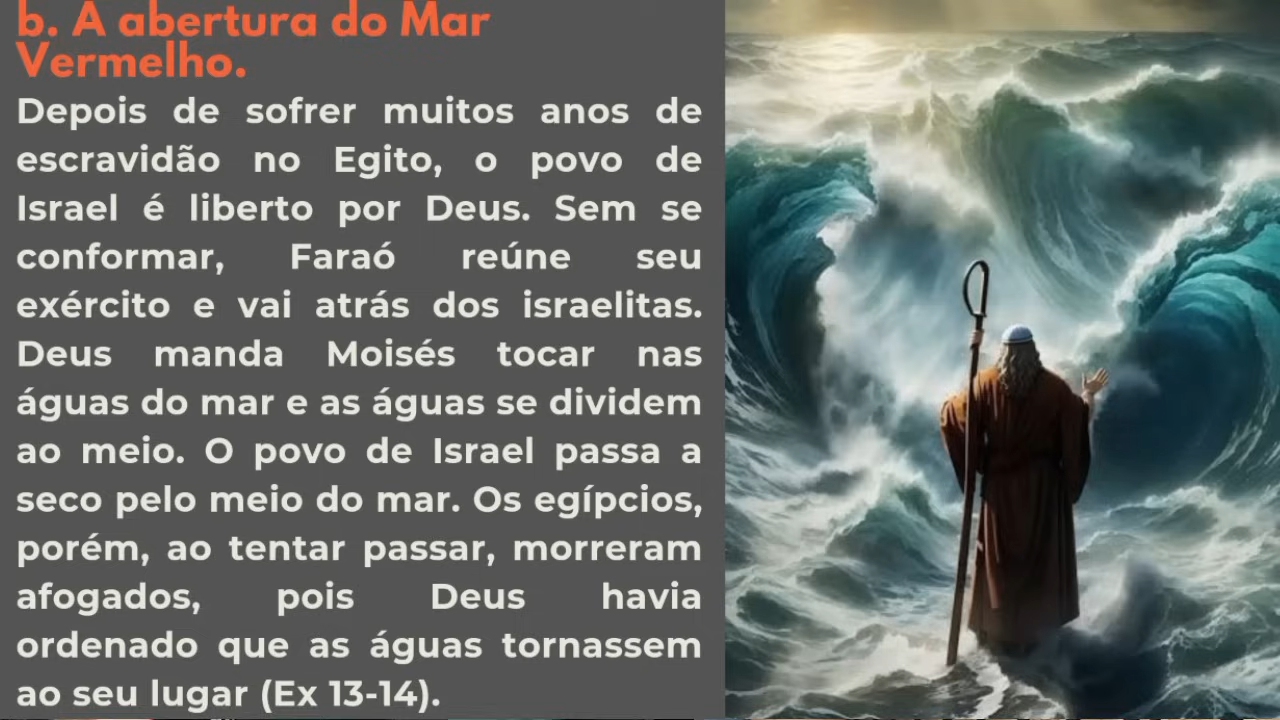 b. A abertura do Mar
Vermelho.
Depois de sofrer muitos anos de
escravidão no Egito, o povo de
Israel é liberto por Deus. Sem se
conformar, Faraó reúne seu
exército e vai atrás dos israelitas.
Deus manda Moisés tocar nas
águas do mar e as águas se dividem
ao meio. O povo de Israel passa a
seco pelo meio do mar. Os egípcios,
porém, ao tentar passar, morreram
afogados, pois Deus havia
ordenado que as águas tornassem
ao seu lugar (Ex 13-14).